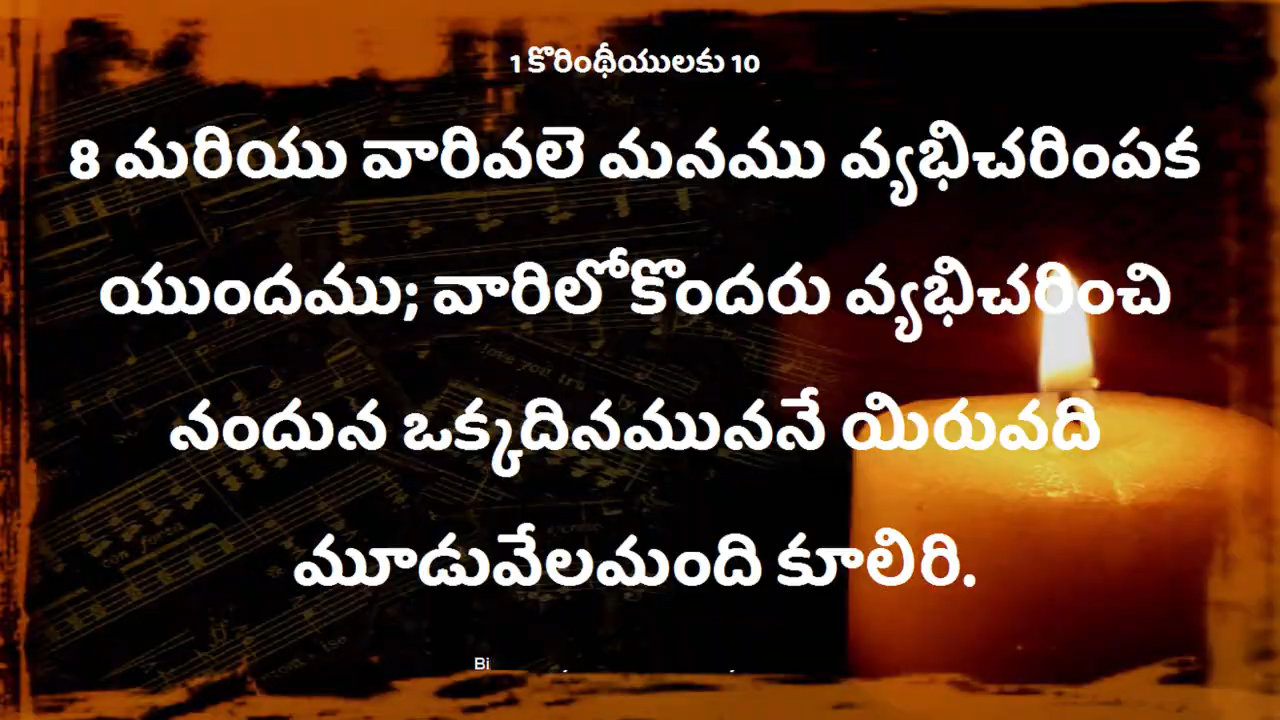 1 కొరింథీయులకు 10
8 మరియు వారివలె మనము వ్యభిచరింపక
యుందము; వారిలోకొందరు వ్యభిచరించి
నందున ఒక్కదినముననే యిరువది
మూడువేలమంది కూలిరి.
Bi